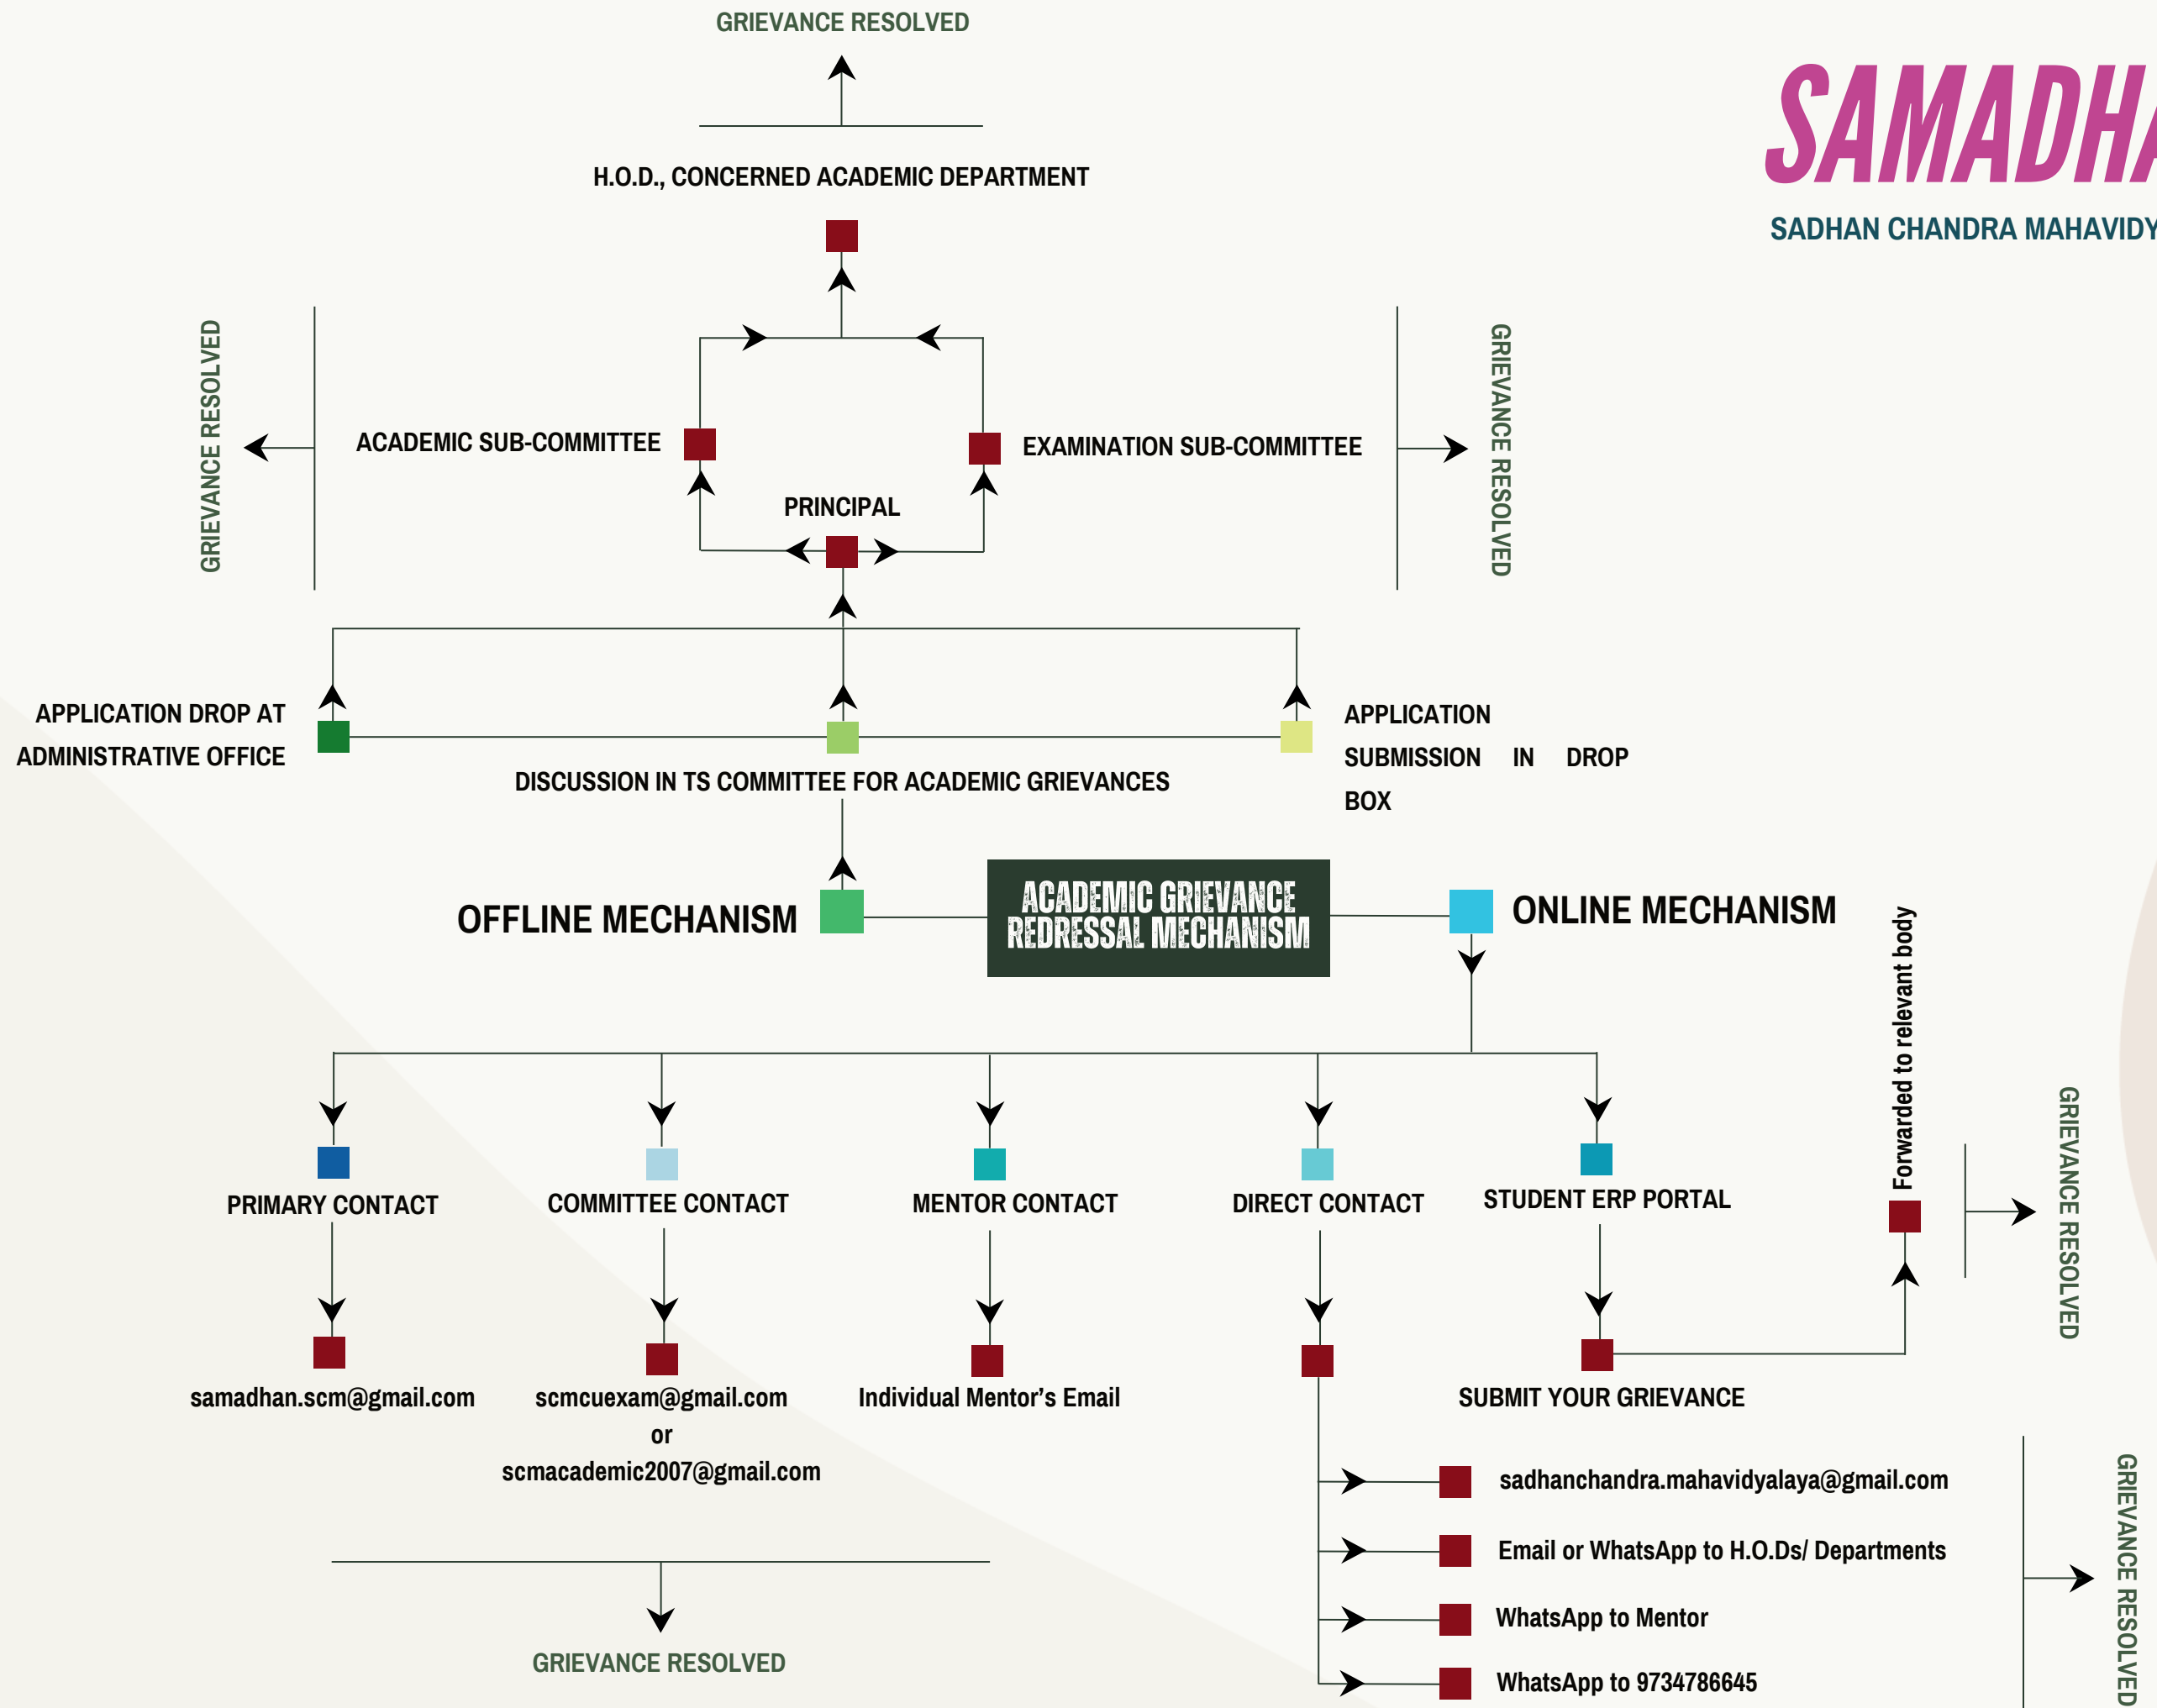 GRIEVANCE RESOLVED
SAMADHA
SADHAN CHANDRA MAHAVIDY
H.O.D., CONCERNED ACADEMIC DEPARTMENT
GRIEVANCE RESOLVED
ACADEMIC SUB-COMMITTEE
EXAMINATION SUB-COMMITTEE
GRIEVANCE RESOLVED
PRINCIPAL
APPLICATION DROP AT
ADMINISTRATIVE OFFICE
DISCUSSION IN TS COMMITTEE FOR ACADEMIC GRIEVANCES
APPLICATION
SUBMISSION IN DROP
BOX
OFFLINE MECHANISM
ACADEMIC GRIEVANCE
REDRESSAL MECHANISM
ONLINE MECHANISM
Forwarded to relevant body
GRIEVANCE RESOLVED
PRIMARY CONTACT
COMMITTEE CONTACT
MENTOR CONTACT
DIRECT CONTACT
STUDENT ERP PORTAL
samadhan.scm@gmail.com
scmcuexam@gmail.com
or
scmacademic2007@gmail.com
Individual Mentor’s Email
SUBMIT YOUR GRIEVANCE
sadhanchandra.mahavidyalaya@gmail.com
Email or WhatsApp to H.O.Ds/ Departments
WhatsApp to Mentor
WhatsApp to 9734786645
GRIEVANCE RESOLVED
GRIEVANCE RESOLVED